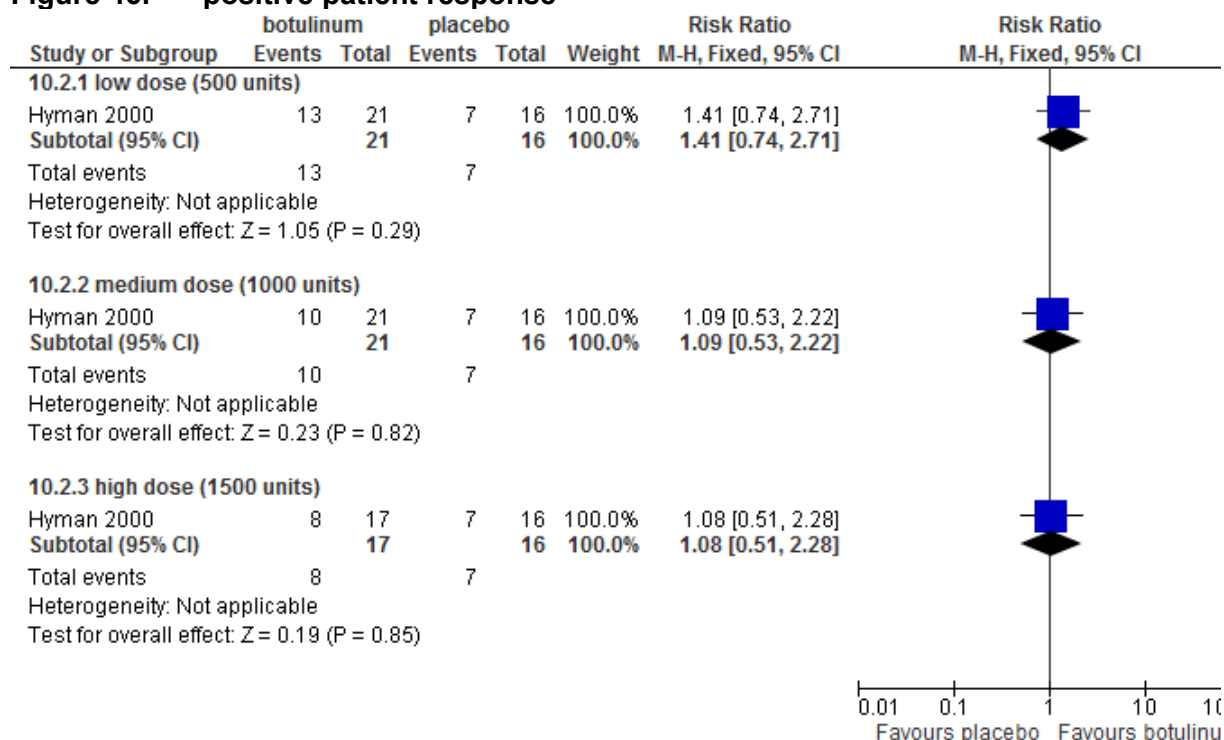 botulinum placebo Risk Ratio Risk Ratio
Study or Subgroup Events Total Events Total Weight M-H, Fixed, 95% CI M-H, Fixed, 95% CI
10.2.1 low dose (500 units)
Hyman 2000 13 21 7 16 100.0% 1.41 [0.74, 2.71]
Subtotal (95% CI) 21 16 100.0% 1.41 [0.74, 2.71]
Total events 13 7
Heterogeneity: Not applicable
Test for overall effect: Z = 1.05 (P = 0.29)
10.2.2 medium dose (1000 units)
Hyman 2000 10 21 7 16 100.0% 1.09 [0.53, 2.22]
Subtotal (95% CI) 21 16 100.0% 1.09 [0.53, 2.22]
Total events 10 7
Heterogeneity: Not applicable
Test for overall effect: Z = 0.23 (P = 0.82)
10.2.3 high dose (1500 units)
Hyman 2000 8 17 7 16 100.0% 1.08 [0.51, 2.28]
Subtotal (95% CI) 17 16 100.0% 1.08 [0.51, 2.28]
Total events 8 7
Heterogeneity: Not applicable
Test for overall effect: Z = 0.19 (P = 0.85)
0.01 0.1 1 10 10
Favours placebo Favours botulinu